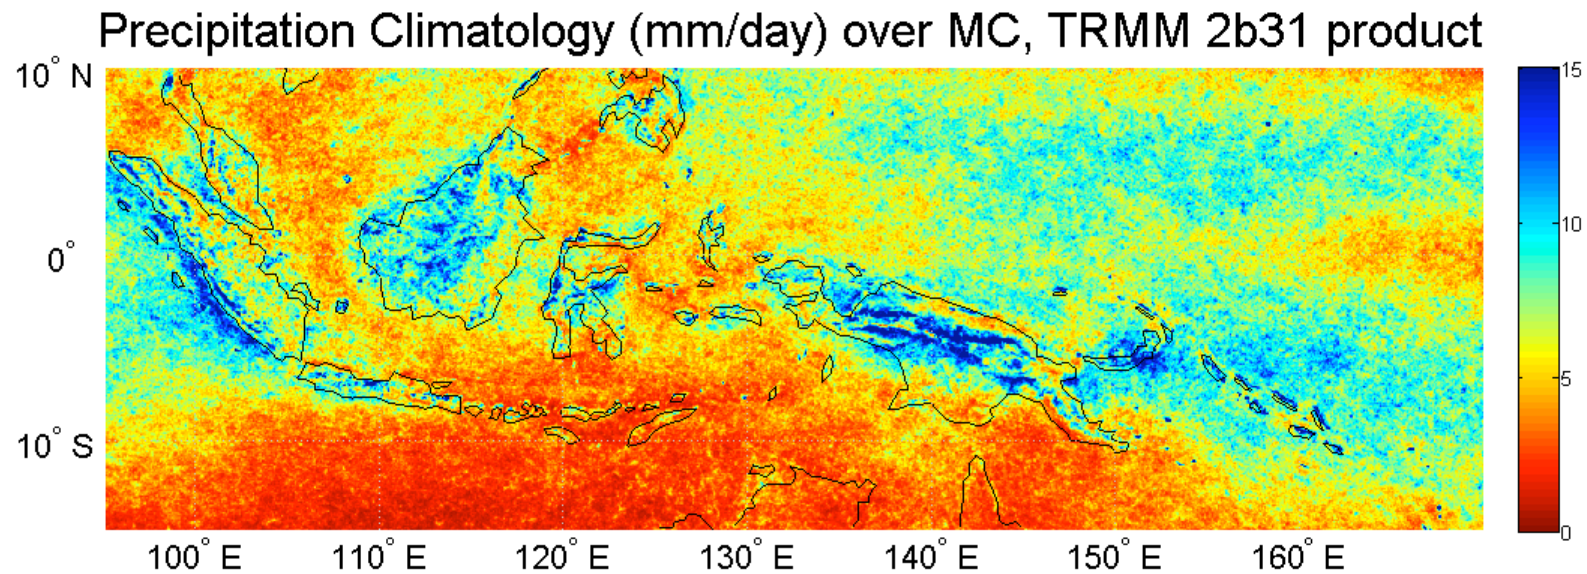 Precipitation Climatology (mm/day) over MC, TRMM 2b31 product
10° N
0°
10° S
100° E 110° E 120° E 130° E 140° E 150° E 160° E
15
10
5
0